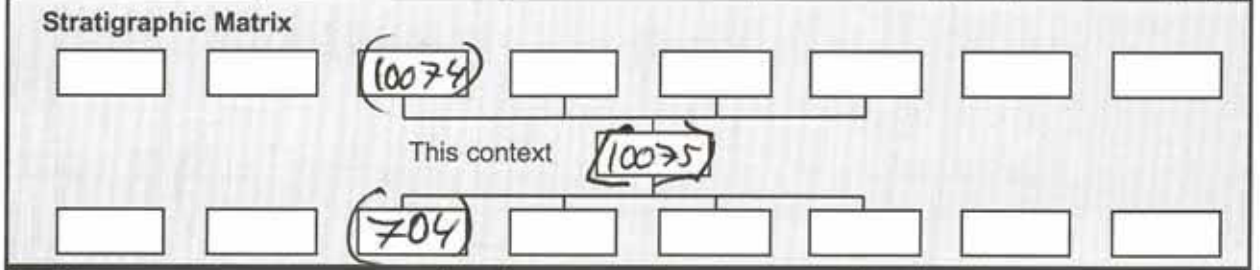 Stratigraphic Matrix
(10074)
This context [10075]
(704)